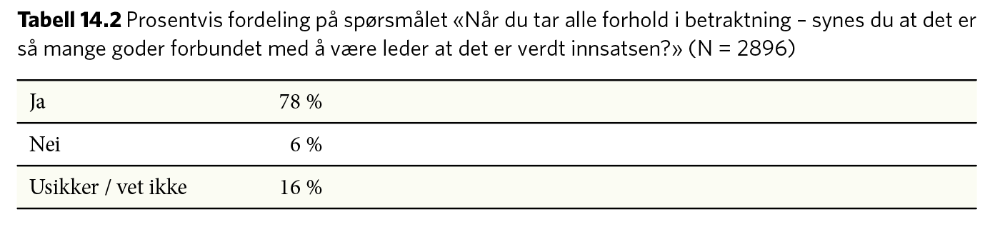 Tabell 14.2 Prosentvis fordeling på spørsmålet «Når du tar alle forhold i betraktning – synes du at det er
så mange goder forbundet med å være leder at det er verdt innsatsen?» (N = 2896)
Ja 78 %
Nei 6 %
Usikker / vet ikke 16 %